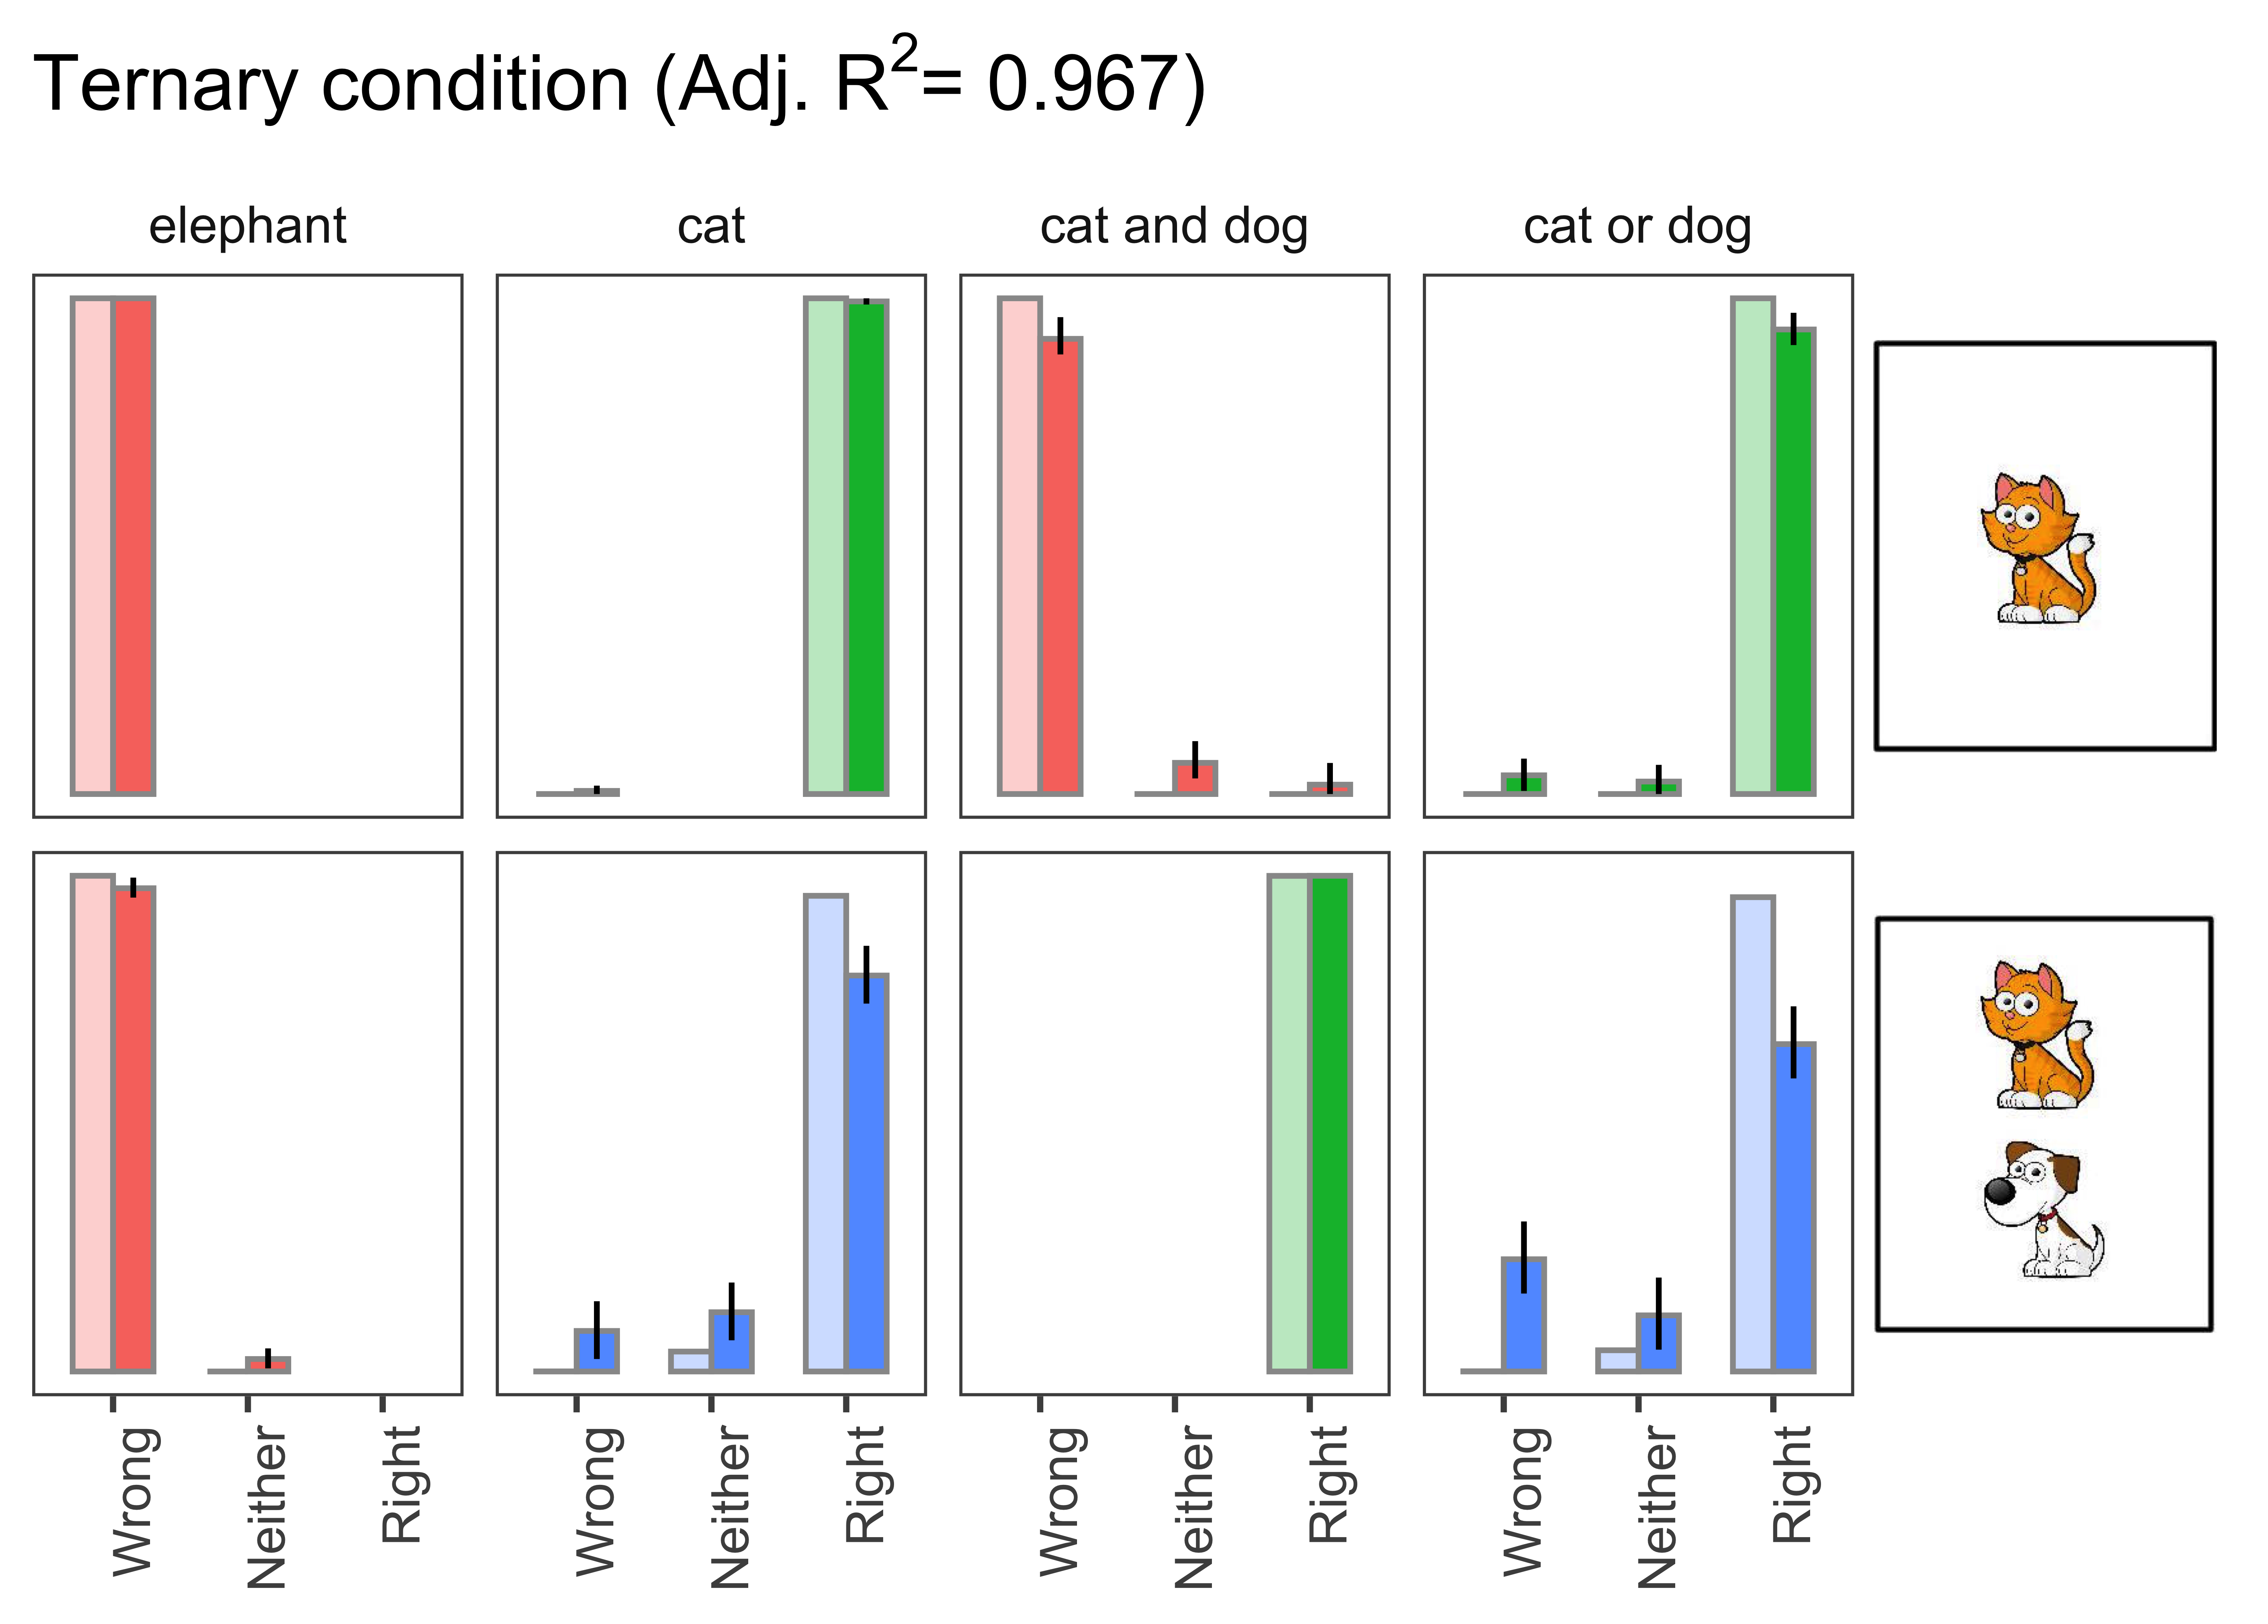 Ternary condition (Adj. R²= 0.967)
elephant cat cat and dog cat or dog
Wrong Neither Right Wrong Neither Right Wrong Neither Right Wrong Neither Right